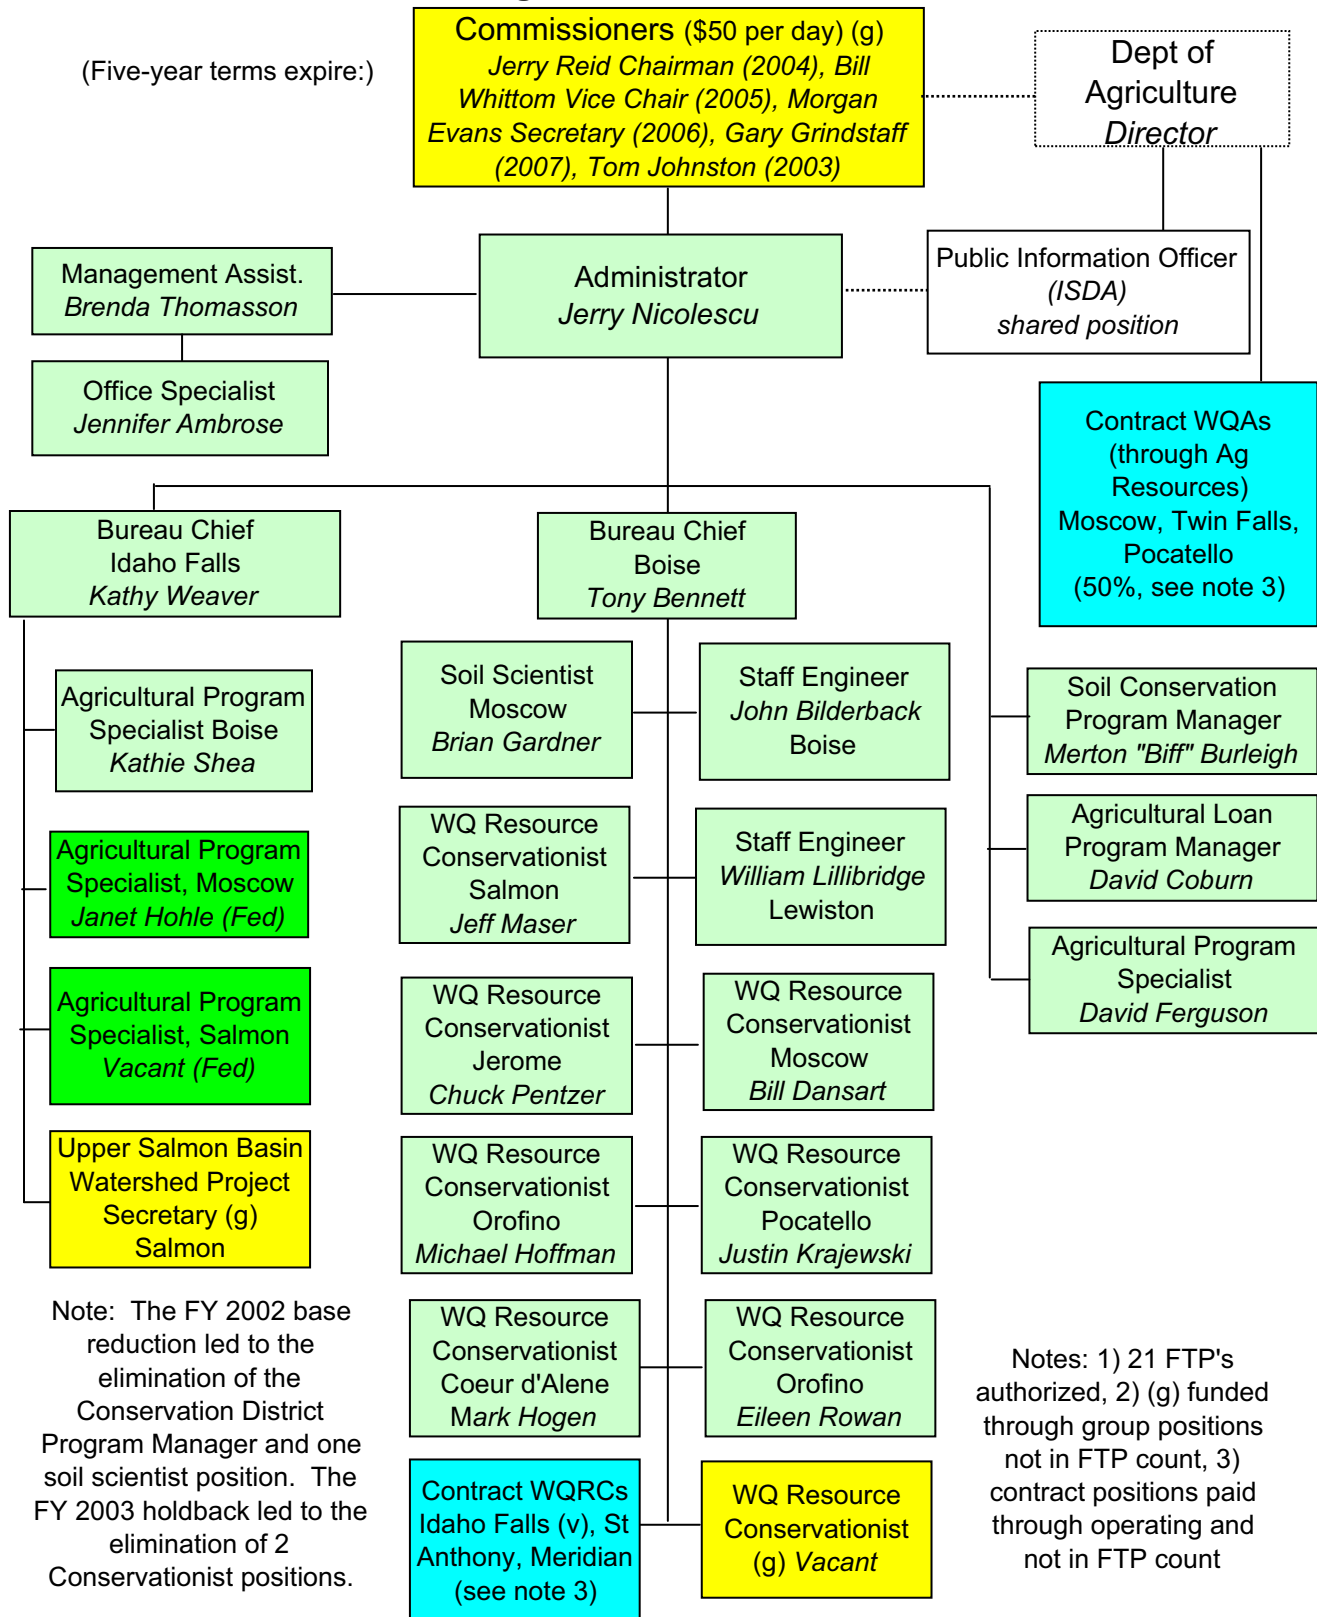 Commissioners ($50 per day) (g)
Jerry Reid Chairman (2004), Bill
Whittom Vice Chair (2005), Morgan
Evans Secretary (2006), Gary Grindstaff
(2007), Tom Johnston (2003)
(Five-year terms expire:)
Dept of
Agriculture
Director
Management Assist.
Brenda Thomasson
Administrator
Jerry Nicolescu
Public Information Officer
(ISDA)
shared position
Office Specialist
Jennifer Ambrose
Contract WQAs
(through Ag
Resources)
Moscow, Twin Falls,
Pocatello
(50%, see note 3)
Bureau Chief
Idaho Falls
Kathy Weaver
Bureau Chief
Boise
Tony Bennett
Agricultural Program
Specialist Boise
Kathie Shea
Agricultural Program
Specialist, Moscow
Janet Hohle (Fed)
Agricultural Program
Specialist, Salmon
Vacant (Fed)
Upper Salmon Basin
Watershed Project
Secretary (g)
Salmon
Soil Scientist
Moscow
Brian Gardner
Staff Engineer
John Bilderback
Boise
WQ Resource
Conservationist
Salmon
Jeff Maser
Staff Engineer
William Lillibridge
Lewiston
WQ Resource
Conservationist
Jerome
Chuck Pentzer
WQ Resource
Conservationist
Moscow
Bill Dansart
WQ Resource
Conservationist
Orofino
Michael Hoffman
WQ Resource
Conservationist
Pocatello
Justin Krajewski
WQ Resource
Conservationist
Coeur d'Alene
Mark Hogen
WQ Resource
Conservationist
Orofino
Eileen Rowan
Contract WQRCs
Idaho Falls (v), St
Anthony, Meridian
(see note 3)
WQ Resource
Conservationist
(g) Vacant
Soil Conservation
Program Manager
Merton "Biff" Burleigh
Agricultural Loan
Program Manager
David Coburn
Agricultural Program
Specialist
David Ferguson
Note: The FY 2002 base
reduction led to the
elimination of the
Conservation District
Program Manager and one
soil scientist position. The
FY 2003 holdback led to the
elimination of 2
Conservationist positions.
Notes: 1) 21 FTP's
authorized, 2) (g) funded
through group positions
not in FTP count, 3)
contract positions paid
through operating and
not in FTP count